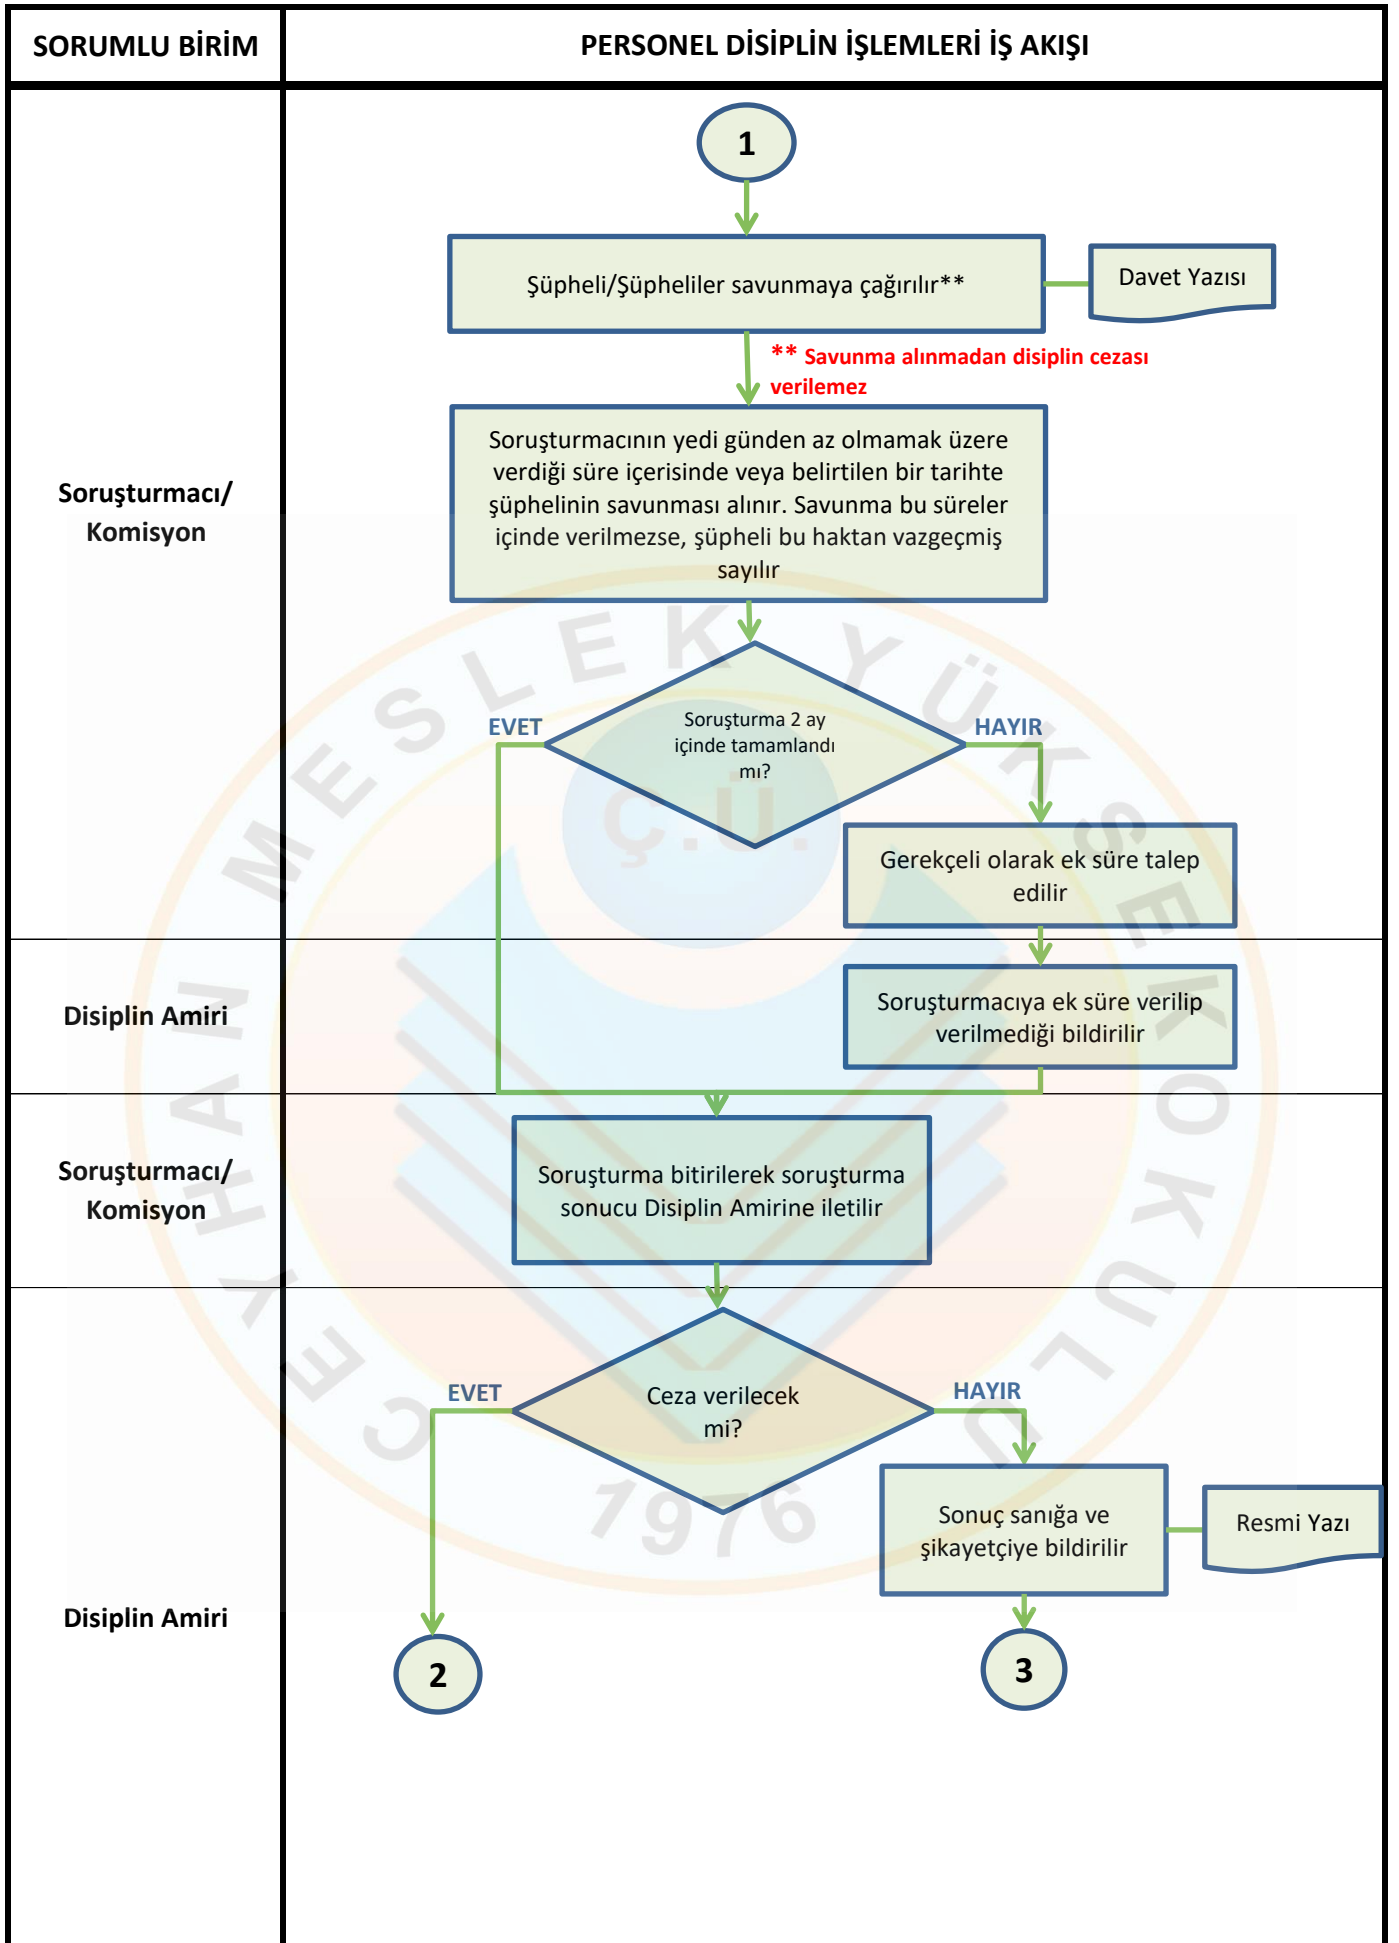 SORUMLU BİRİM
PERSONEL DİSİPLİN İŞLEMLERİ İŞ AKIŞI
1
Şüpheli/Şüpheliler savunmaya çağırılır**
Davet Yazısı
** Savunma alınmadan disiplin cezası
verilemez
Soruşturmacı/
Komisyon
Soruşturmacının yedi günden az olmamak üzere
verdiği süre içerisinde veya belirtilen bir tarihte
şüphelinin savunması alınır. Savunma bu süreler
içinde verilmezse, şüpheli bu haktan vazgeçmiş
sayılır
EVET
Soruşturma 2 ay
içinde tamamlandı
mı?
HAYIR
Gerekçeli olarak ek süre talep
edilir
Disiplin Amiri
Soruşturmacıya ek süre verilip
verilmediği bildirilir
Soruşturmacı/
Komisyon
Soruşturma bitirilerek soruşturma
sonucu Disiplin Amirine iletilir
EVET
Ceza verilecek
mi?
HAYIR
Sonuç sanığa ve
şikayetçiye bildirilir
Resmi Yazı
Disiplin Amiri
2
3
CEYHAN MESLEK YÜKSEKOKULU
Ç.Ü.
1976